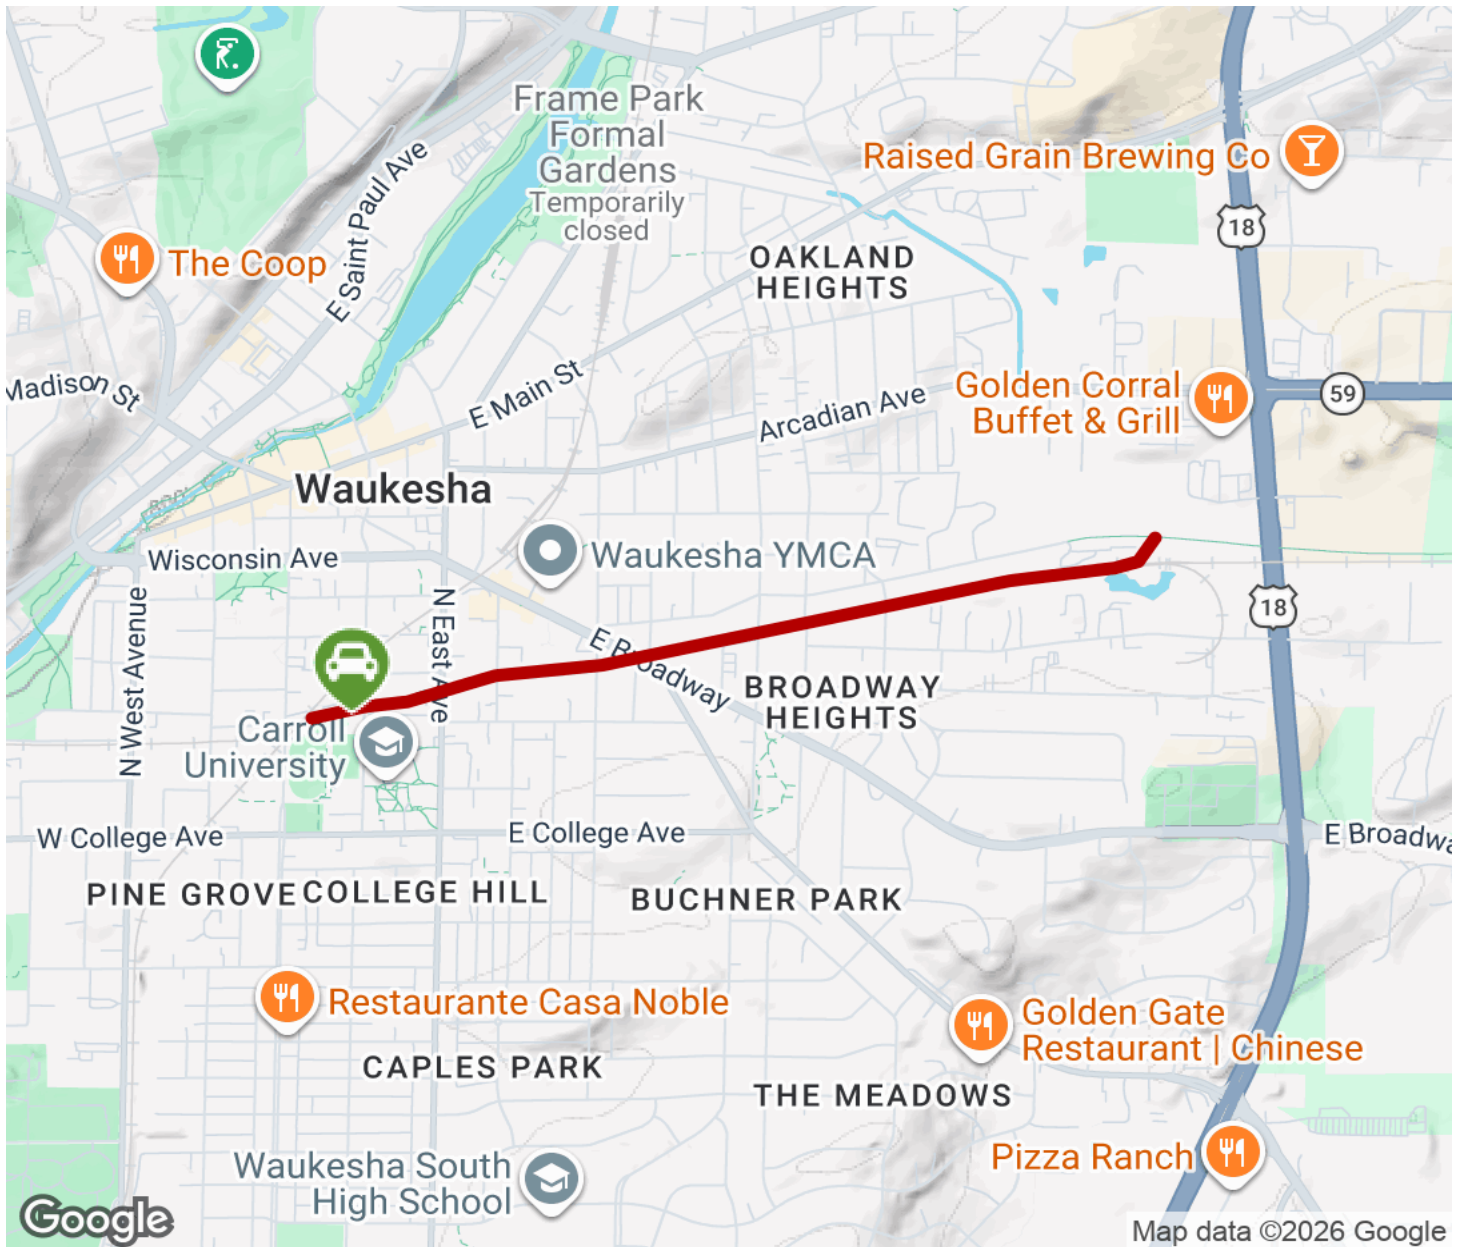 Frame Park
Formal
Gardens
Temporarily
closed
E Saint Paul Ave
Raised Grain Brewing Co
18
The Coop
OAKLAND
HEIGHTS
Madison St
E Main St
Arcadian Ave
Golden Corral
Buffet & Grill
59
Waukesha
Wisconsin Ave
Waukesha YMCA
N West Avenue
N East Ave
E Broadway
18
BROADWAY
HEIGHTS
Carroll
University
W College Ave
E College Ave
E Broadwa
PINE GROVE
COLLEGE HILL
BUCHNER PARK
Restaurante Casa Noble
Golden Gate
Restaurant | Chinese
CAPLES PARK
THE MEADOWS
Waukesha South
High School
Pizza Ranch
Google
Map data ©2026 Google